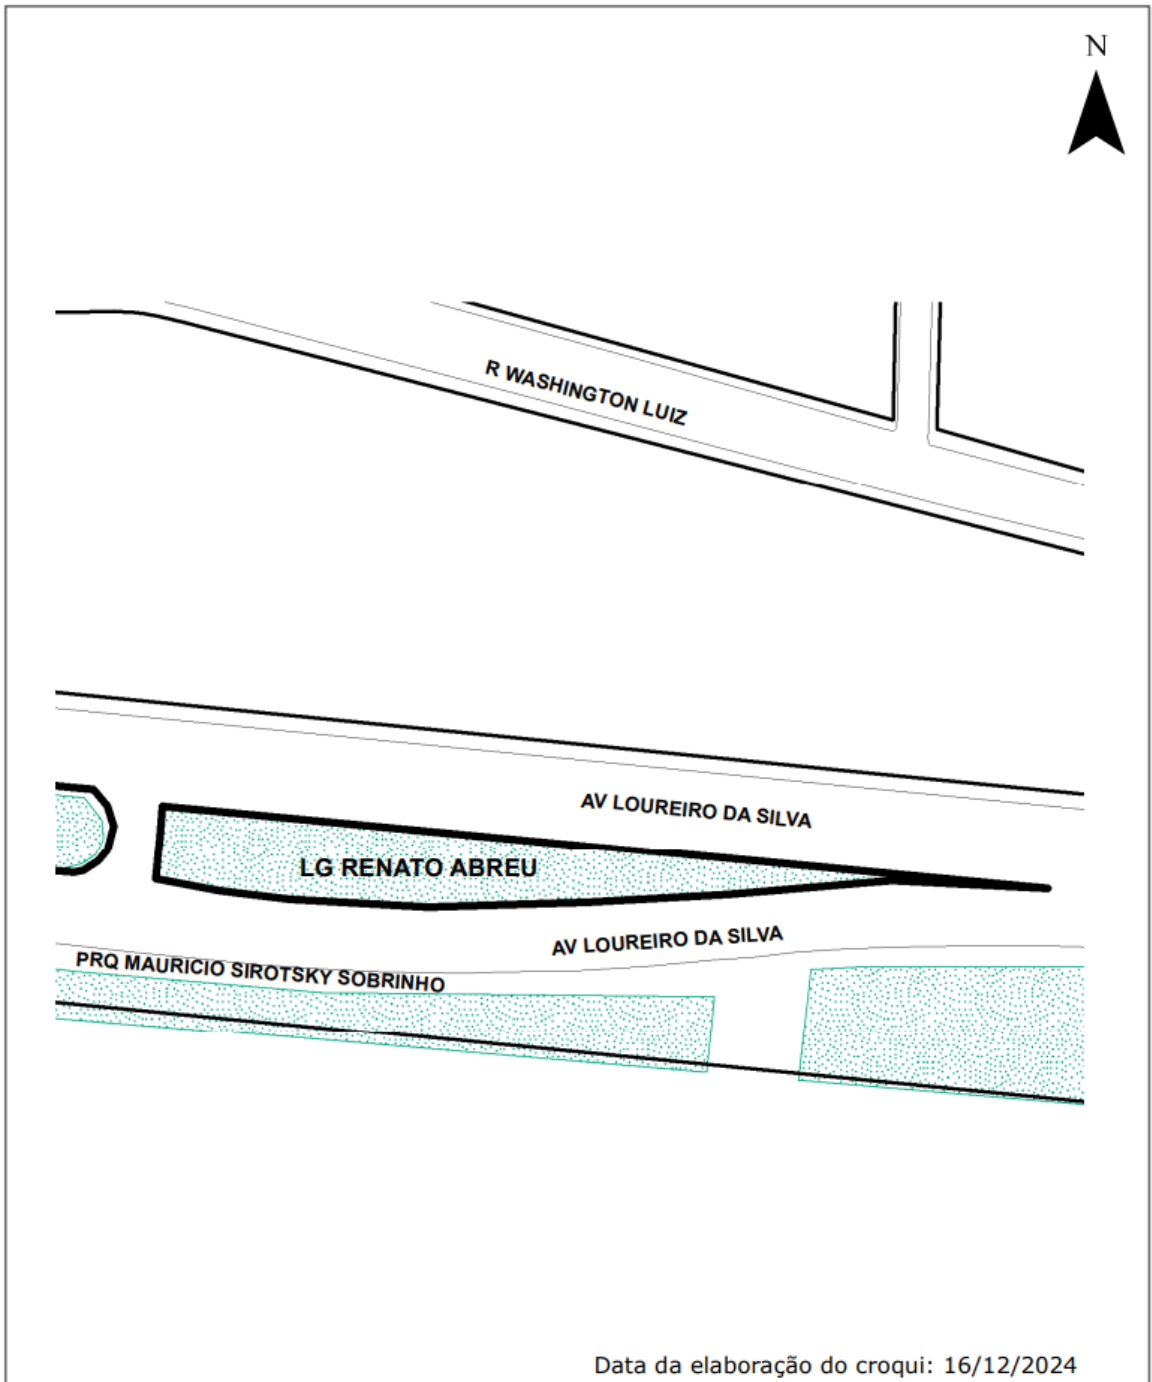 N
R WASHINGTON LUIZ
AV LOUREIRO DA SILVA
LG RENATO ABREU
AV LOUREIRO DA SILVA
PRQ MAURICIO SIROTSKY SOBRINHO
Data da elaboração do croqui: 16/12/2024